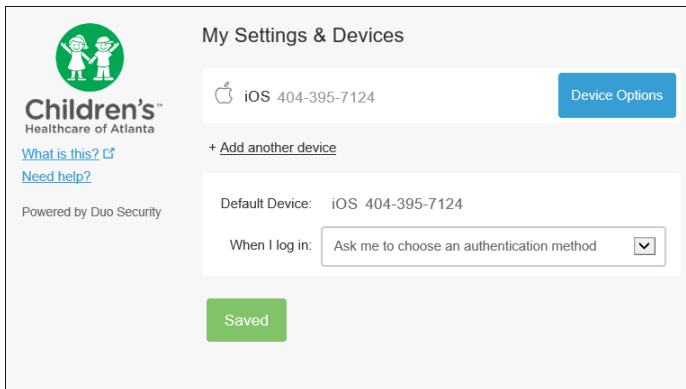 Children's™
Healthcare of Atlanta
What is this?
Need help?
Powered by Duo Security
My Settings & Devices
iOS 404-395-7124
Device Options
+ Add another device
Default Device: iOS 404-395-7124
When I log in: Ask me to choose an authentication method
Saved